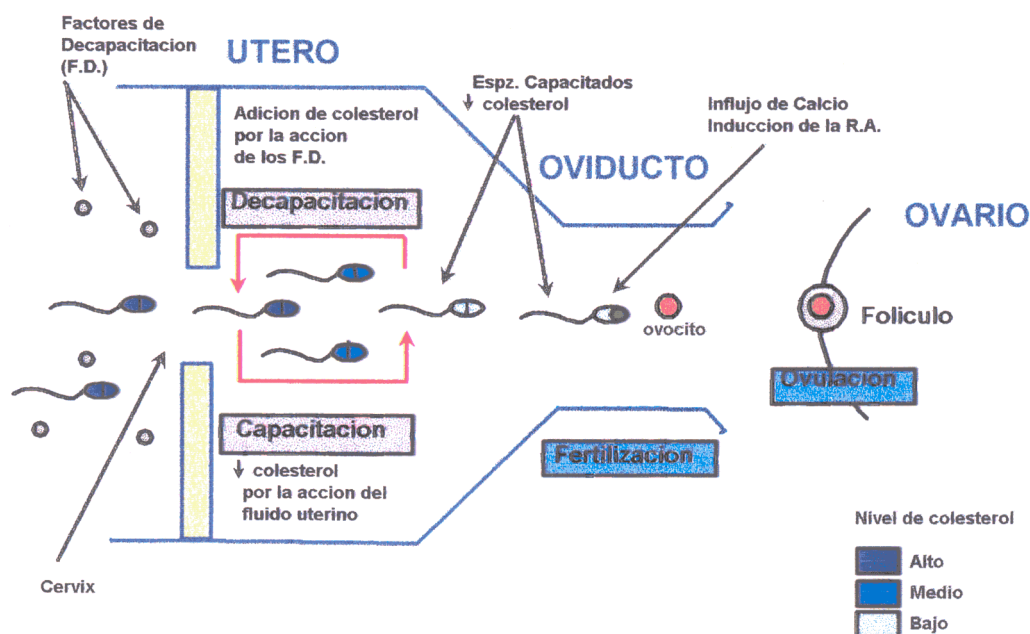 Factores de
Decapacitacion
(F.D.)
UTERO
Adicion de colesterol
por la accion
de los F.D.
Espz. Capacitados
↓ colesterol
Influjo de Calcio
Induccion de la R.A.
OVIDUCTO
OVARIO
Decapacitacion
ovocito
Foliculo
Ovulacion
Capacitacion
↓ colesterol
por la accion del
fluido uterino
Fertilizacion
Cervix
Nivel de colesterol
Alto
Medio
Bajo